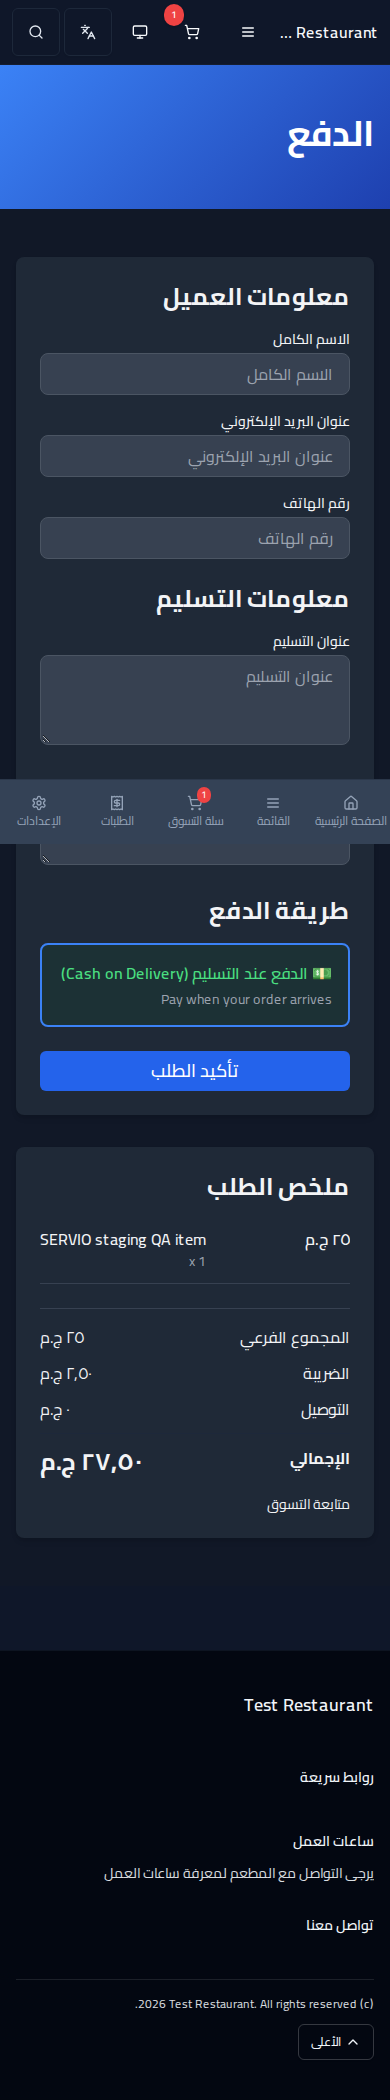 Test Restaurant ...
1
الدفع
معلومات العميل
الاسم الكامل
الاسم الكامل
عنوان البريد الإلكتروني
عنوان البريد الإلكتروني
رقم الهاتف
رقم الهاتف
معلومات التسليم
عنوان التسليم
عنوان التسليم
الصفحة الرئيسية
القائمة
1
سلة التسوق
الطلبات
الإعدادات
طريقة الدفع
💵 الدفع عند التسليم (Cash on Delivery)
Pay when your order arrives
تأكيد الطلب
ملخص الطلب
٢٥ ج.م
SERVIO staging QA item
x 1
المجموع الفرعي ٢٥ ج.م
الضريبة ٢,٥٠ ج.م
التوصيل ٠ ج.م
الإجمالي ٢٧,٥٠ ج.م
متابعة التسوق
Test Restaurant
روابط سريعة
ساعات العمل
يرجى التواصل مع المطعم لمعرفة ساعات العمل
تواصل معنا
(c) 2026 Test Restaurant. All rights reserved.
الأعلى